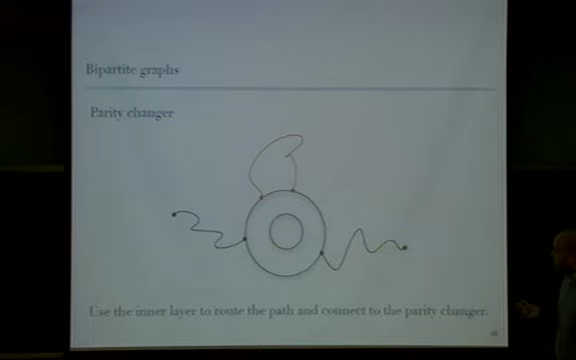 Bipartite graphs
Parity changer
Use the inner layer to route the path and connect to the parity changer.